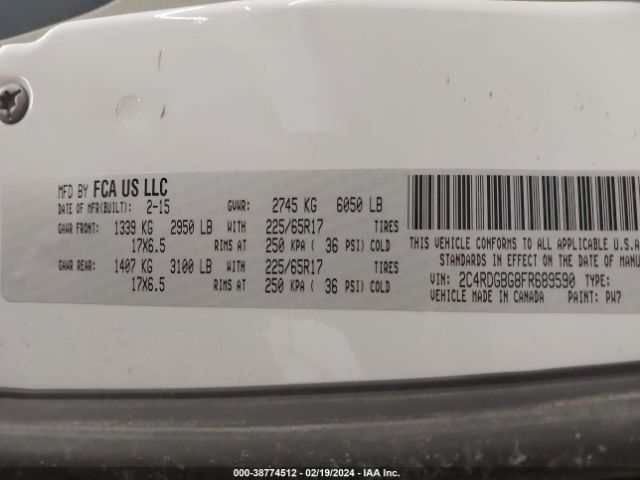 MFD BY FCA US LLC
DATE OF MFR(BUILT): 2-15 GVWR: 2745 KG 6050 LB
GAWR FRONT: 1339 KG 2950 LB WITH 225/65R17 TIRES
17X6.5 RIMS AT 250 KPA ( 36 PSI) COLD
GAWR REAR: 1407 KG 3100 LB WITH 225/65R17 TIRES
17X6.5 RIMS AT 250 KPA ( 36 PSI) COLD
THIS VEHICLE CONFORMS TO ALL APPLICAB
STANDARDS IN EFFECT ON THE DATE OF MANU
VIN: 2C4RDGBG8FR689590 TYPE:
VEHICLE MADE IN CANADA PAINT: PW7
000-38774512 - 02/19/2024 - IAA Inc.